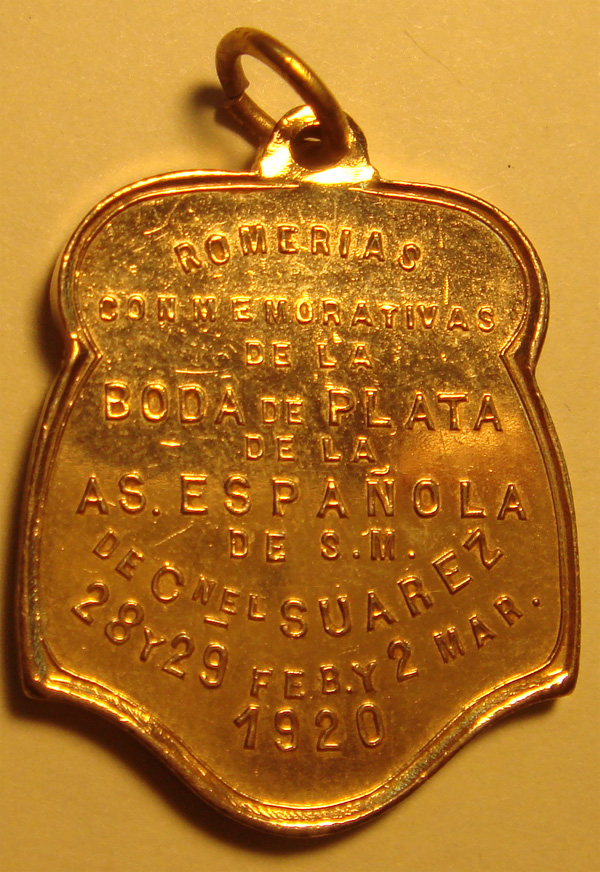 ROMERIAS
CONMEMORATIVAS
DE LA
BODA DE PLATA
DE LA
AS. ESPAÑOLA
DE S.M.
DE CNEL SUAREZ
28 Y 29 FEB. Y 2 MAR.
1920